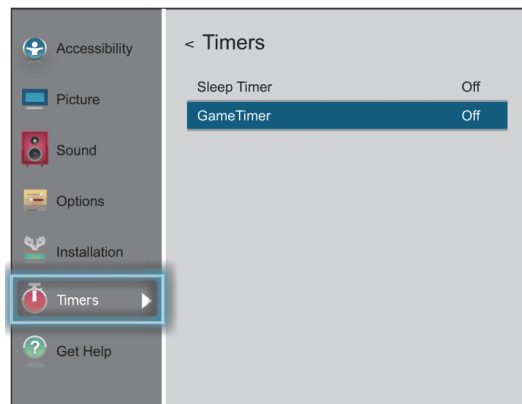 Accessibility
Picture
Sound
Options
Installation
Timers
Get Help
< Timers
Sleep Timer Off
GameTimer Off